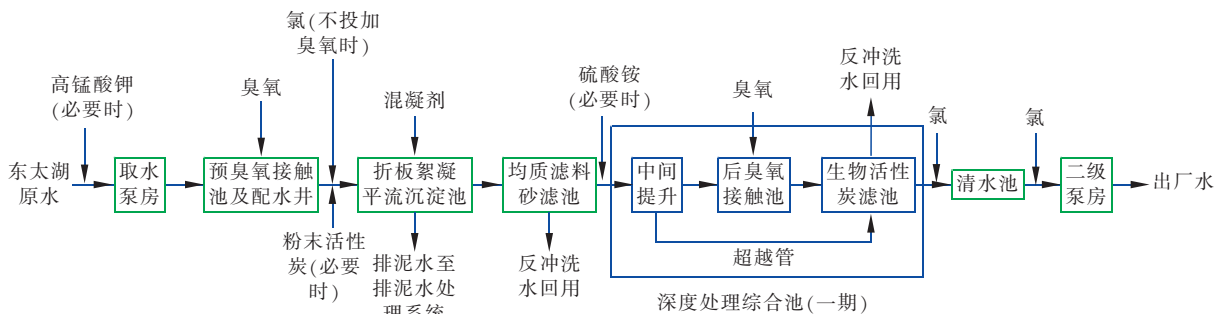 氯(不投加
臭氧时)
高锰酸钾
(必要时)
臭氧
混凝剂
硫酸铵
(必要时)
臭氧
反冲洗
水回用
氯
氯
东太湖
原水
取水
泵房
预臭氧接触
池及配水井
折板絮凝
平流沉淀池
均质滤料
砂滤池
中间
提升
后臭氧
接触池
生物活性
炭滤池
清水池
二级
泵房
出厂水
粉末活性
炭(必要
时)
排泥水至
排泥水处
理系统
反冲洗
水回用
超越管
深度处理综合池(一期)